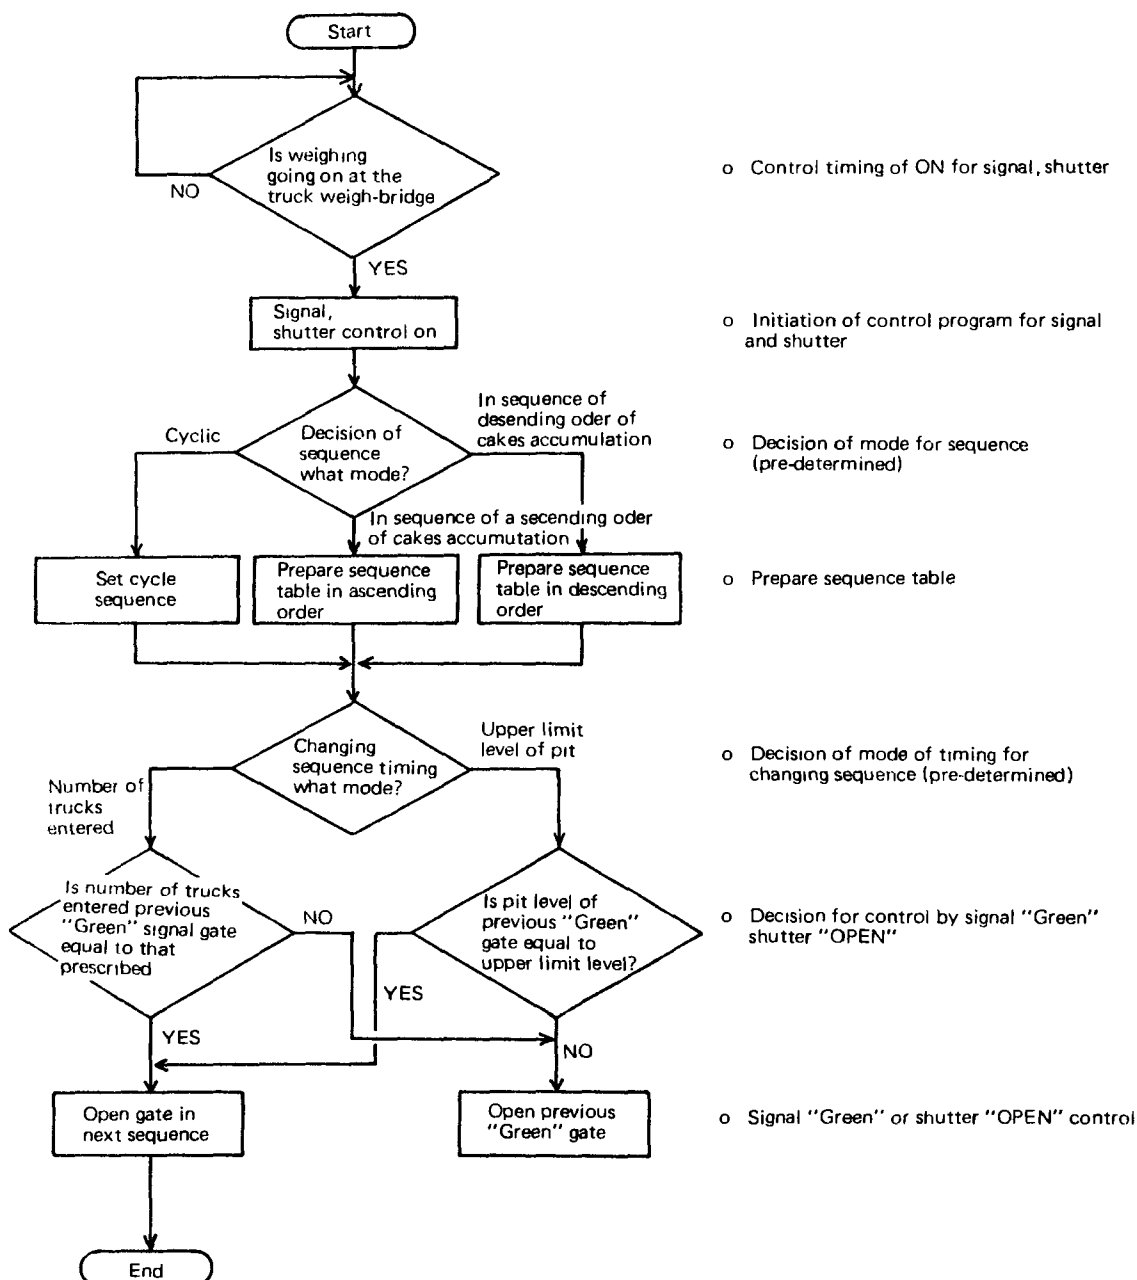 Start
Is weighing
going on at the
truck weigh-bridge
NO
YES
o Control timing of ON for signal, shutter
Signal,
shutter control on
o Initiation of control program for signal
and shutter
Cyclic
Decision of
sequence
what mode?
In sequence of
desending oder of
cakes accumulation
o Decision of mode for sequence
(pre-determined)
In sequence of a secending oder
of cakes accumutation
Set cycle
sequence
Prepare sequence
table in ascending
order
Prepare sequence
table in descending
order
o Prepare sequence table
Changing
sequence timing
what mode?
Upper limit
level of pit
Number of
trucks
entered
o Decision of mode of timing for
changing sequence (pre-determined)
Is number of trucks
entered previous
"Green" signal gate
equal to that
prescribed
NO
YES
Is pit level of
previous "Green"
gate equal to
upper limit level?
YES
NO
o Decision for control by signal "Green"
shutter "OPEN"
Open gate in
next sequence
Open previous
"Green" gate
o Signal "Green" or shutter "OPEN" control
End